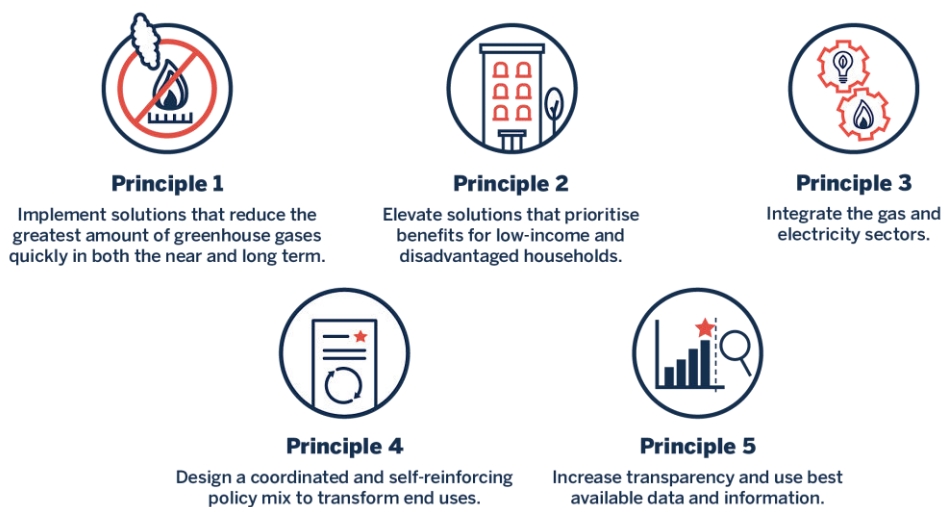 Principle 1
Implement solutions that reduce the
greatest amount of greenhouse gases
quickly in both the near and long term.
Principle 2
Elevate solutions that prioritise
benefits for low-income and
disadvantaged households.
Principle 3
Integrate the gas and
electricity sectors.
Principle 4
Design a coordinated and self-reinforcing
policy mix to transform end uses.
Principle 5
Increase transparency and use best
available data and information.